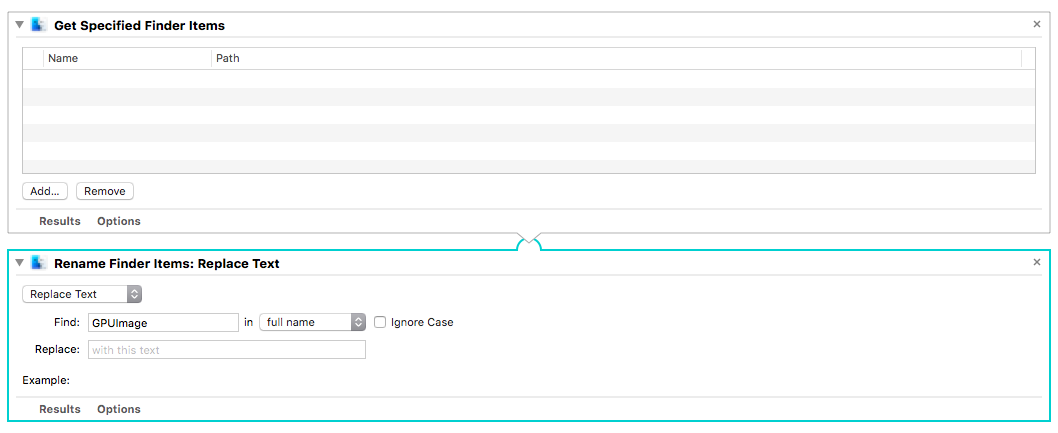 Get Specified Finder Items
Name Path
Add... Remove
Results Options
Rename Finder Items: Replace Text
Replace Text
Find: GPUImage in full name Ignore Case
Replace: with this text
Example:
Results Options